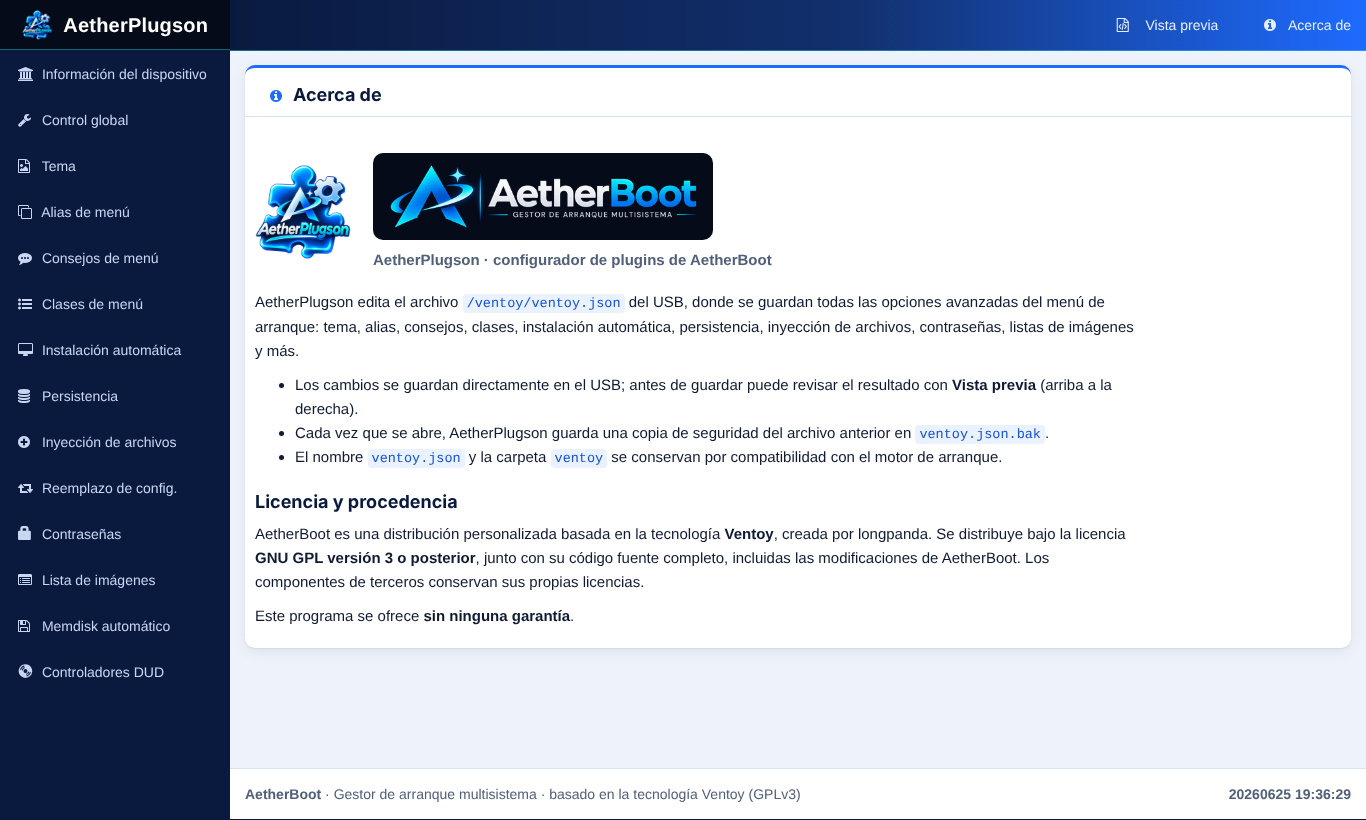 AetherPlugson
Vista previa
Acerca de
Información del dispositivo
Control global
Tema
Alias de menú
Consejos de menú
Clases de menú
Instalación automática
Persistencia
Inyección de archivos
Reemplazo de config.
Contraseñas
Lista de imágenes
Memdisk automático
Controladores DUD
Acerca de
AetherPlugson
AetherBoot
GESTOR DE ARRANQUE MULTISISTEMA
AetherPlugson · configurador de plugins de AetherBoot
AetherPlugson edita el archivo /ventoy/ventoy.json del USB, donde se guardan todas las opciones avanzadas del menú de
arranque: tema, alias, consejos, clases, instalación automática, persistencia, inyección de archivos, contraseñas, listas de imágenes
y más.
• Los cambios se guardan directamente en el USB; antes de guardar puede revisar el resultado con Vista previa (arriba a la
derecha).
• Cada vez que se abre, AetherPlugson guarda una copia de seguridad del archivo anterior en ventoy.json.bak.
• El nombre ventoy.json y la carpeta ventoy se conservan por compatibilidad con el motor de arranque.
Licencia y procedencia
AetherBoot es una distribución personalizada basada en la tecnología Ventoy, creada por longpanda. Se distribuye bajo la licencia
GNU GPL versión 3 o posterior, junto con su código fuente completo, incluidas las modificaciones de AetherBoot. Los
componentes de terceros conservan sus propias licencias.
Este programa se ofrece sin ninguna garantía.
AetherBoot · Gestor de arranque multisistema · basado en la tecnología Ventoy (GPLv3)
20260625 19:36:29